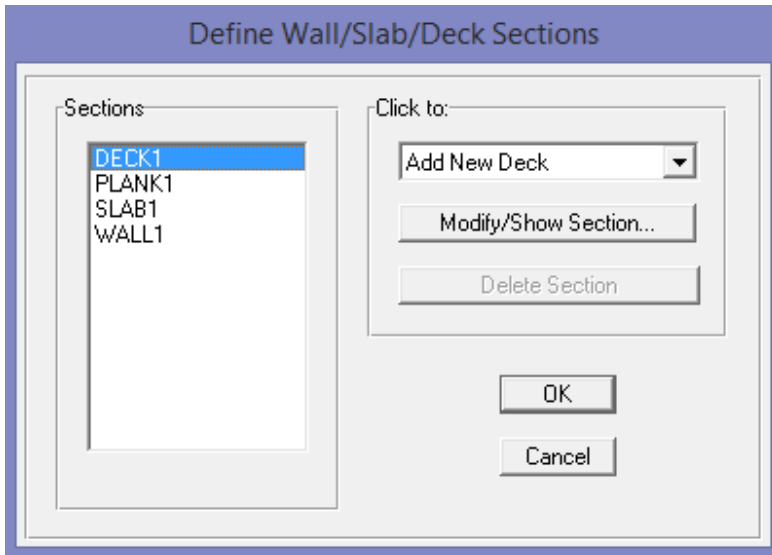 Define Wall/Slab/Deck Sections
Sections
DECK1
PLANK1
SLAB1
WALL1
Click to:
Add New Deck
Modify/Show Section...
Delete Section
OK
Cancel